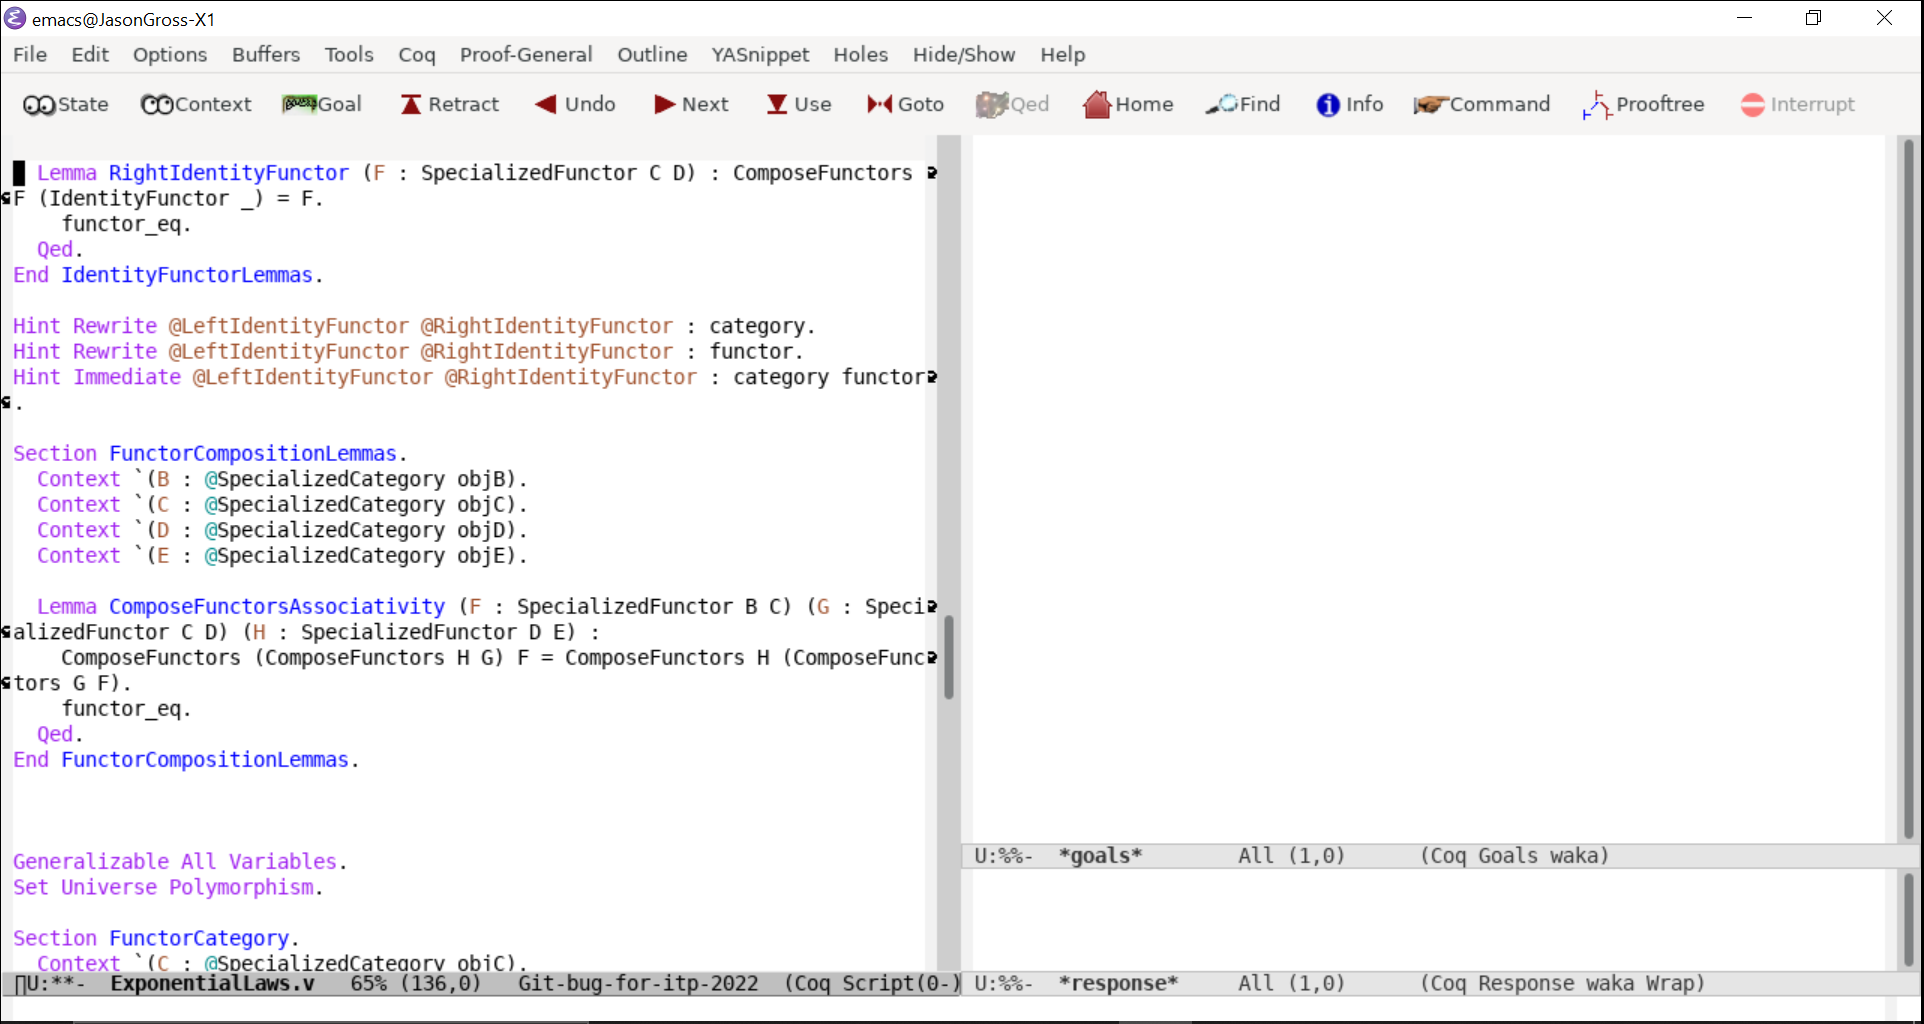 emacs@JasonGross-X1
File Edit Options Buffers Tools Coq Proof-General Outline YASnippet Holes Hide/Show Help
State Context Goal Retract Undo Next Use Goto Qed Home Find Info Command Prooftree Interrupt
Lemma RightIdentityFunctor (F : SpecializedFunctor C D) : ComposeFunctors
F (IdentityFunctor _) = F.
functor_eq.
Qed.
End IdentityFunctorLemmas.
Hint Rewrite @LeftIdentityFunctor @RightIdentityFunctor : category.
Hint Rewrite @LeftIdentityFunctor @RightIdentityFunctor : functor.
Hint Immediate @LeftIdentityFunctor @RightIdentityFunctor : category functor
.
Section FunctorCompositionLemmas.
Context `(B : @SpecializedCategory objB).
Context `(C : @SpecializedCategory objC).
Context `(D : @SpecializedCategory objD).
Context `(E : @SpecializedCategory objE).
Lemma ComposeFunctorsAssociativity (F : SpecializedFunctor B C) (G : Speci
alizedFunctor C D) (H : SpecializedFunctor D E) :
ComposeFunctors (ComposeFunctors H G) F = ComposeFunctors H (ComposeFunc
tors G F).
functor_eq.
Qed.
End FunctorCompositionLemmas.
Generalizable All Variables.
Set Universe Polymorphism.
Section FunctorCategory.
Context `(C : @SpecializedCategory objC).
U:**- ExponentialLaws.v 65% (136,0) Git-bug-for-itp-2022 (Coq Script(0-)
U:%%- *goals* All (1,0) (Coq Goals waka)
U:%%- *response* All (1,0) (Coq Response waka Wrap)